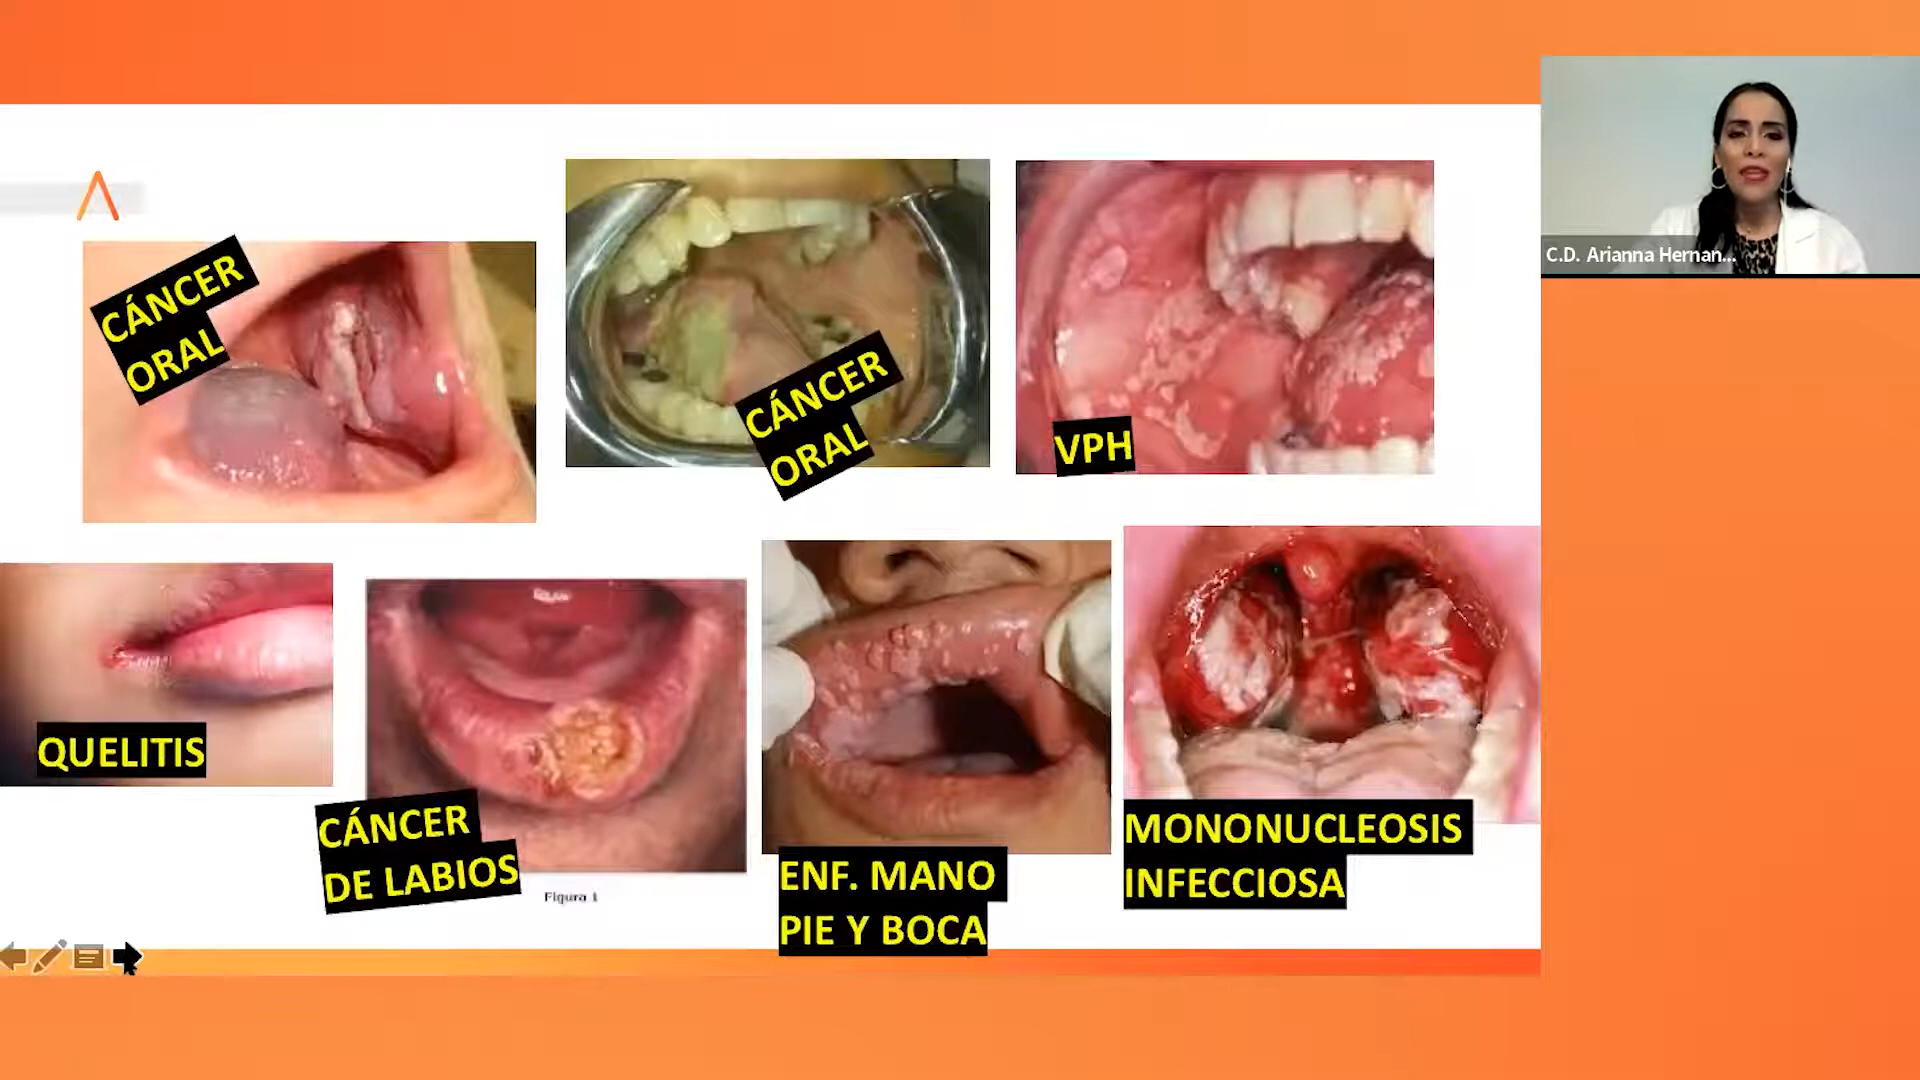 CÁNCER
ORAL
CÁNCER
ORAL
VPH
C.D. Arianna Hernan...
QUELITIS
CÁNCER
DE LABIOS
Figura 1
ENF. MANO
PIE Y BOCA
MONONUCLEOSIS
INFECCIOSA